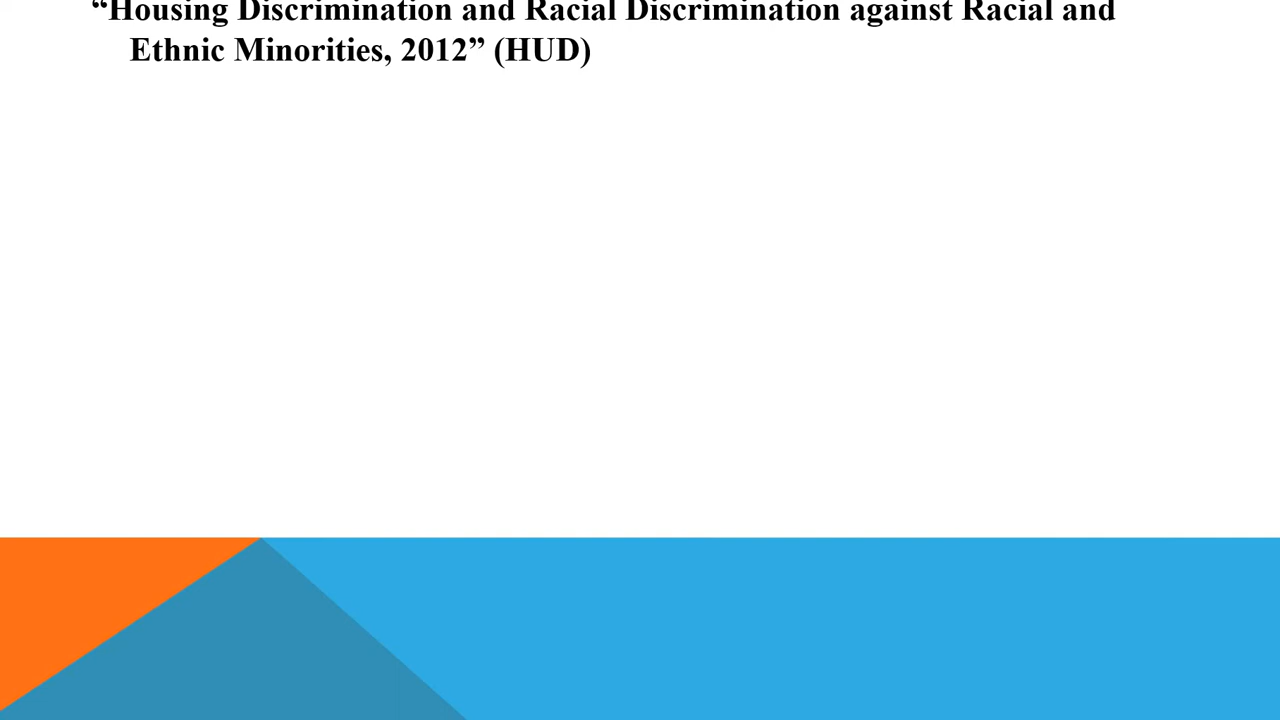 “Housing Discrimination and Racial Discrimination against Racial and
Ethnic Minorities, 2012” (HUD)